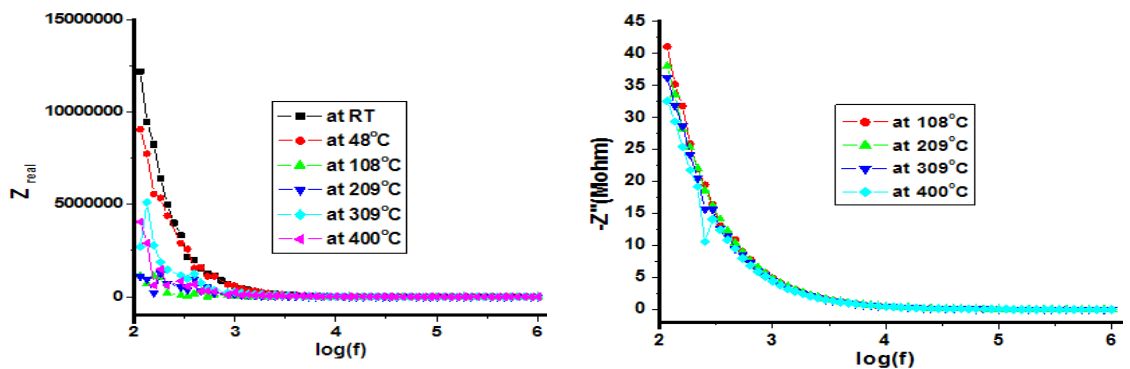 15000000
10000000
5000000
0
Z real
at RT
at 48°C
at 108°C
at 209°C
at 309°C
at 400°C
2 3 4 5 6
log(f)
45
40
35
30
25
20
15
10
5
0
-Z"(Mohm)
at 108°C
at 209°C
at 309°C
at 400°C
2 3 4 5 6
log(f)